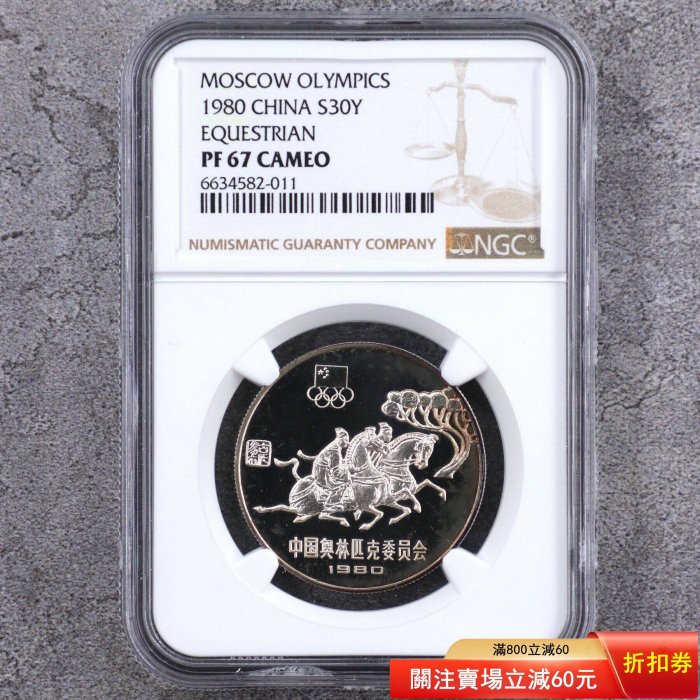 MOSCOW OLYMPICS
1980 CHINA S30Y
EQUESTRIAN
PF 67 CAMEO
6634582-011
NUMISMATIC GUARANTY COMPANY
NGC®
中国奥林匹克委员会
1980
滿800立減60
關注賣場立減60元
折扣券